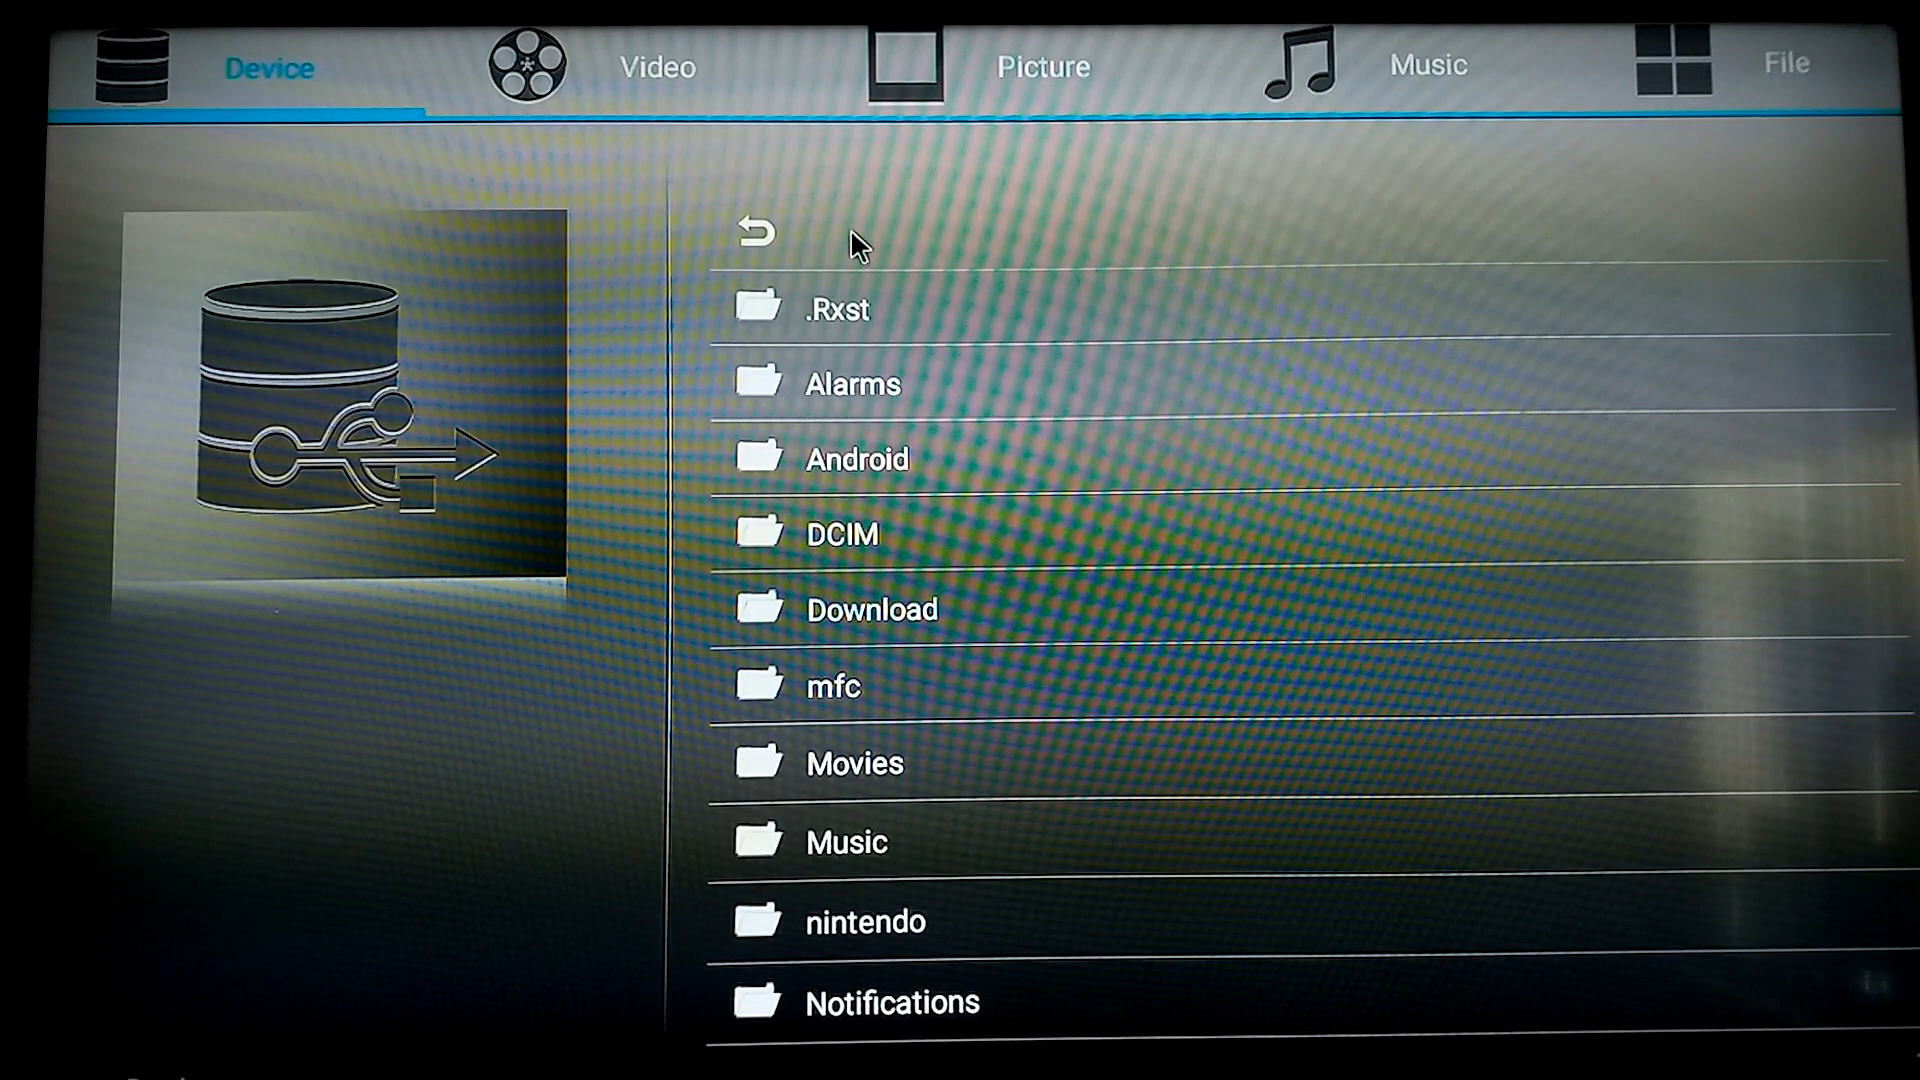 Device Video Picture Music File
.Rxst
Alarms
Android
DCIM
Download
mfc
Movies
Music
nintendo
Notifications